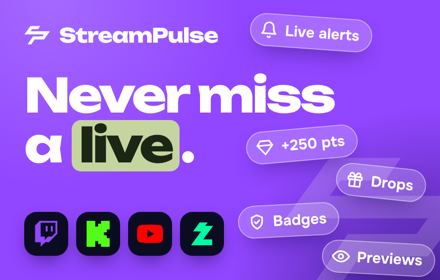 StreamPulse
Live alerts
Never miss
a live.
+250 pts
Drops
Badges
Previews